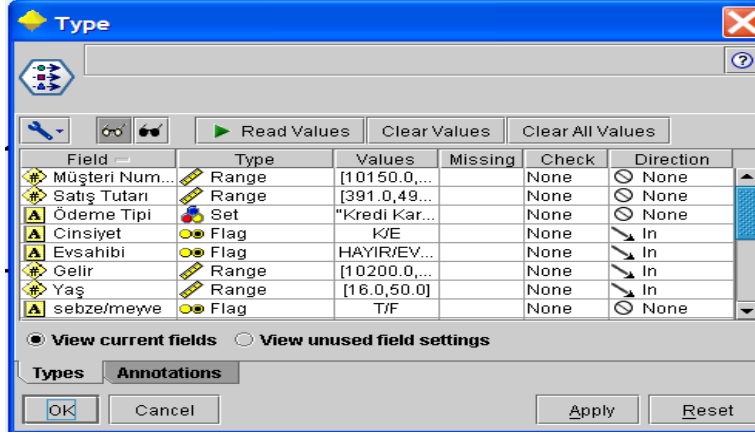 Type
Read Values Clear Values Clear All Values
Field Type Values Missing Check Direction
Müşteri Num... Range [10150.0,... None None
Satış Tutarı Range [391.0,49... None None
Ödeme Tipi Set "Kredi Kar... None None
Cinsiyet Flag K/E None In
Evsahibi Flag HAYIR/EV... None In
Gelir Range [10200.0,... None In
Yaş Range [16.0,50.0] None In
sebze/meyve Flag T/F None None
View current fields View unused field settings
Types Annotations
OK Cancel Apply Reset